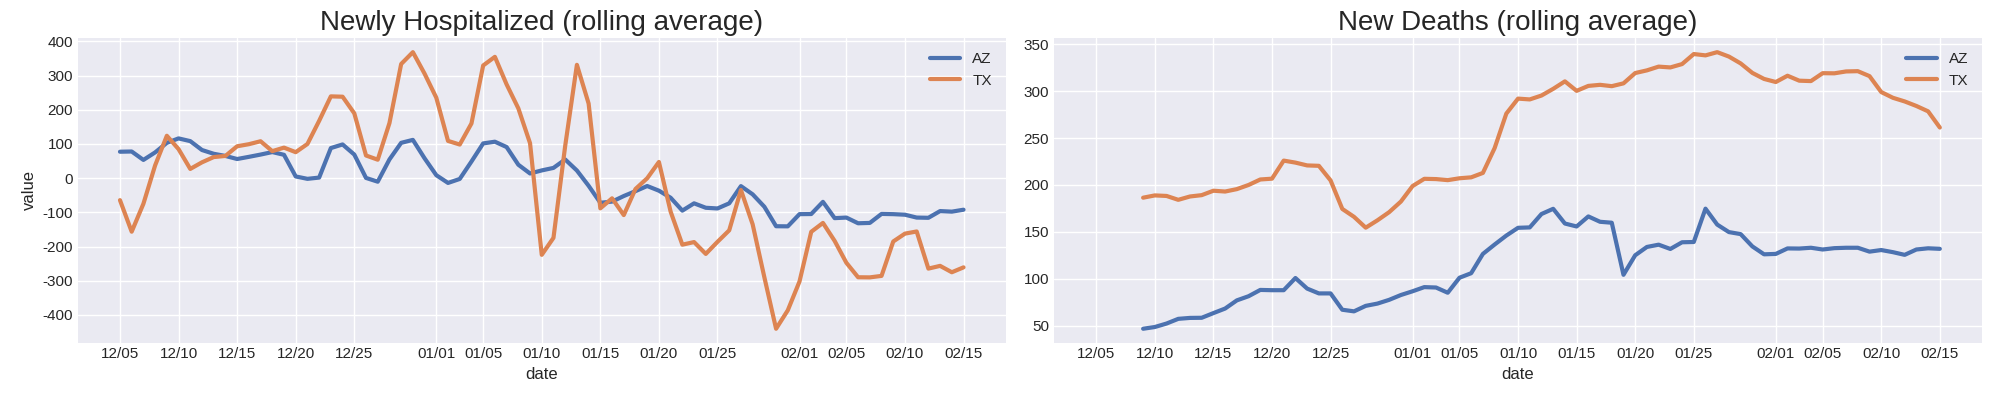 Newly Hospitalized (rolling average)
400
300
200
100
0
-100
-200
-300
-400
value
AZ
TX
12/05 12/10 12/15 12/20 12/25 01/01 01/05 01/10 01/15 01/20 01/25 02/01 02/05 02/10 02/15
date
New Deaths (rolling average)
350
300
250
200
150
100
50
AZ
TX
12/05 12/10 12/15 12/20 12/25 01/01 01/05 01/10 01/15 01/20 01/25 02/01 02/05 02/10 02/15
date